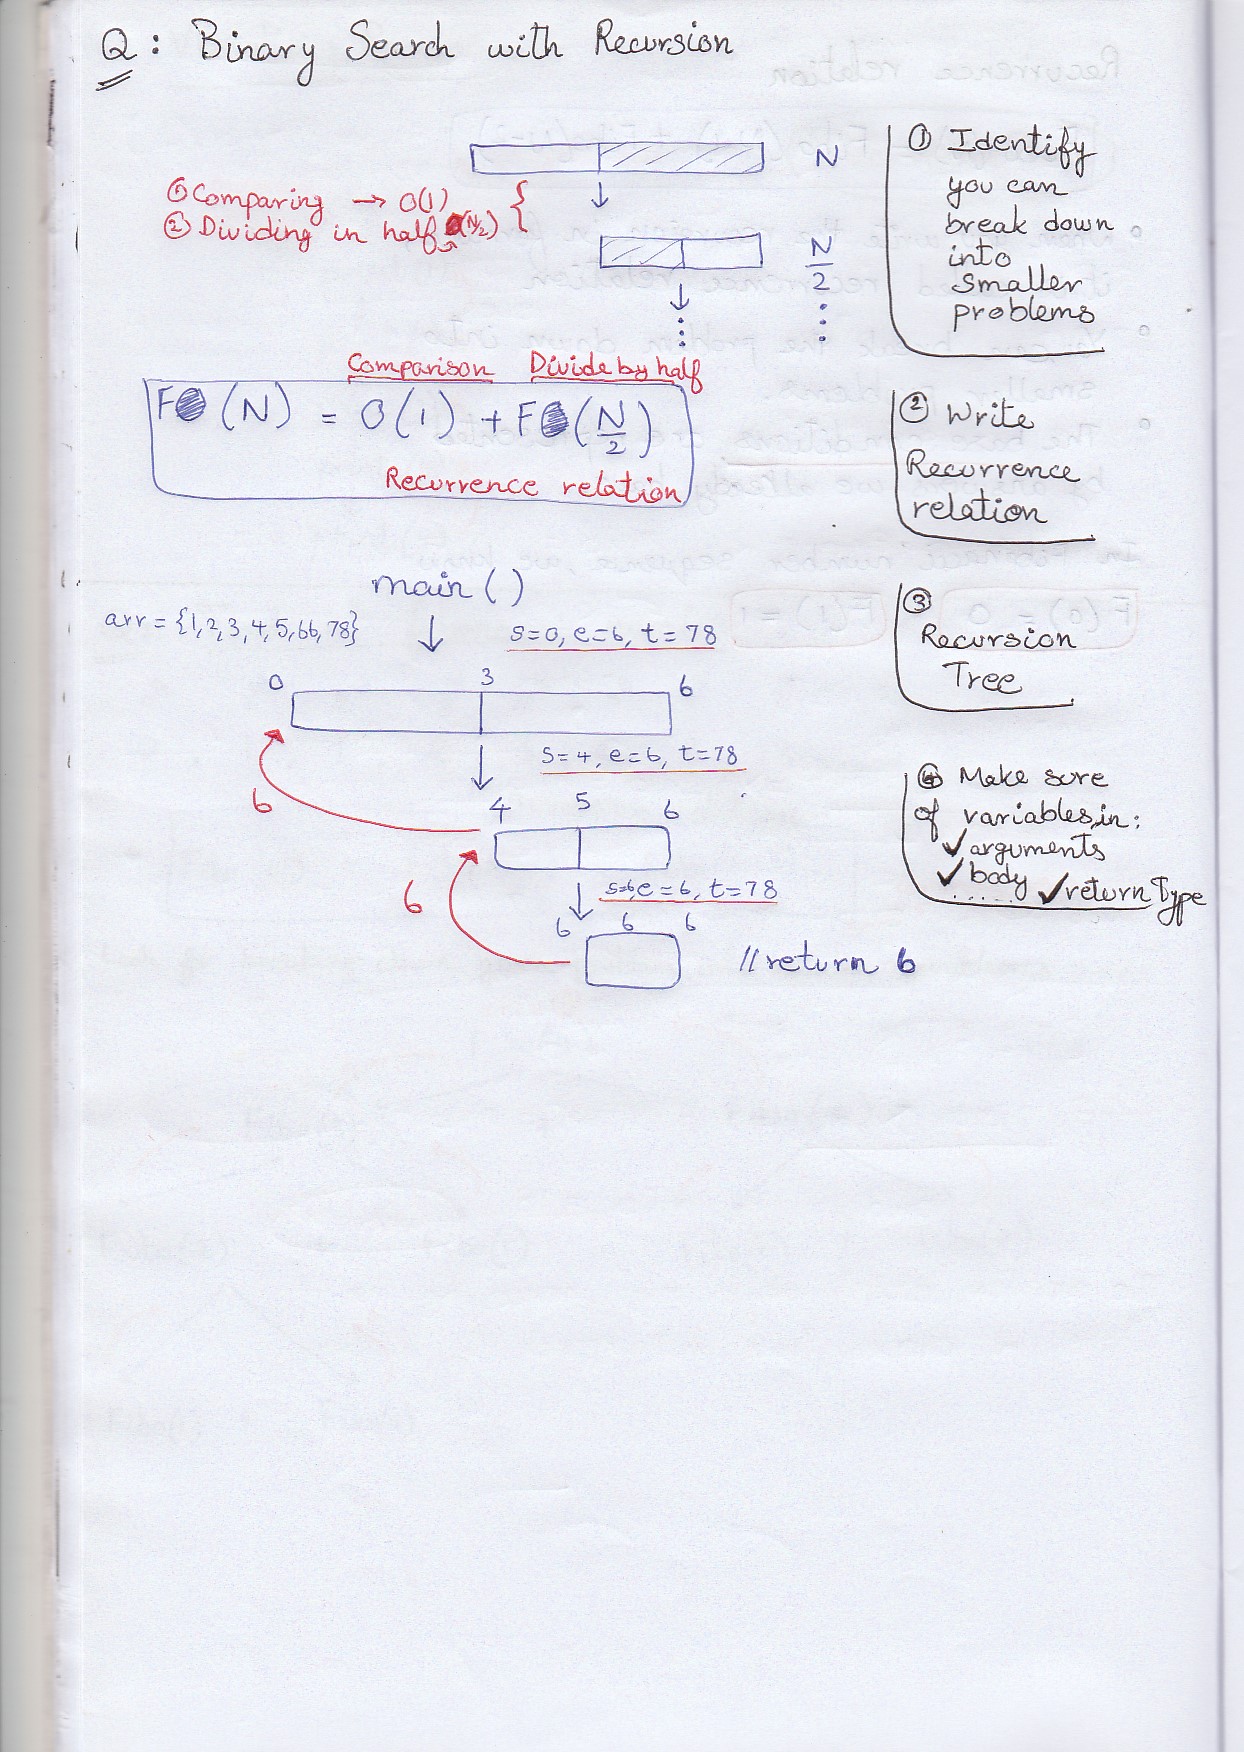 Q: Binary Search with Recursion
N
① Comparing → O(1)
② Dividing in half (N/2)
N/2
Comparison Divide by half
F(N) = O(1) + F(N/2)
Recurrence relation
main()
arr = {1,2,3,4,5,66,78}
s=0, e=6, t=78
0 3 6
s=4, e=6, t=78
6
4 5 6
6
s=6, e=6, t=78
6 6 6
// return 6
① Identify
you can
break down
into
smaller
problems
② Write
Recurrence
relation
③
Recursion
Tree
④ Make sure
of variables in:
✓ arguments
✓ body ✓ return Type